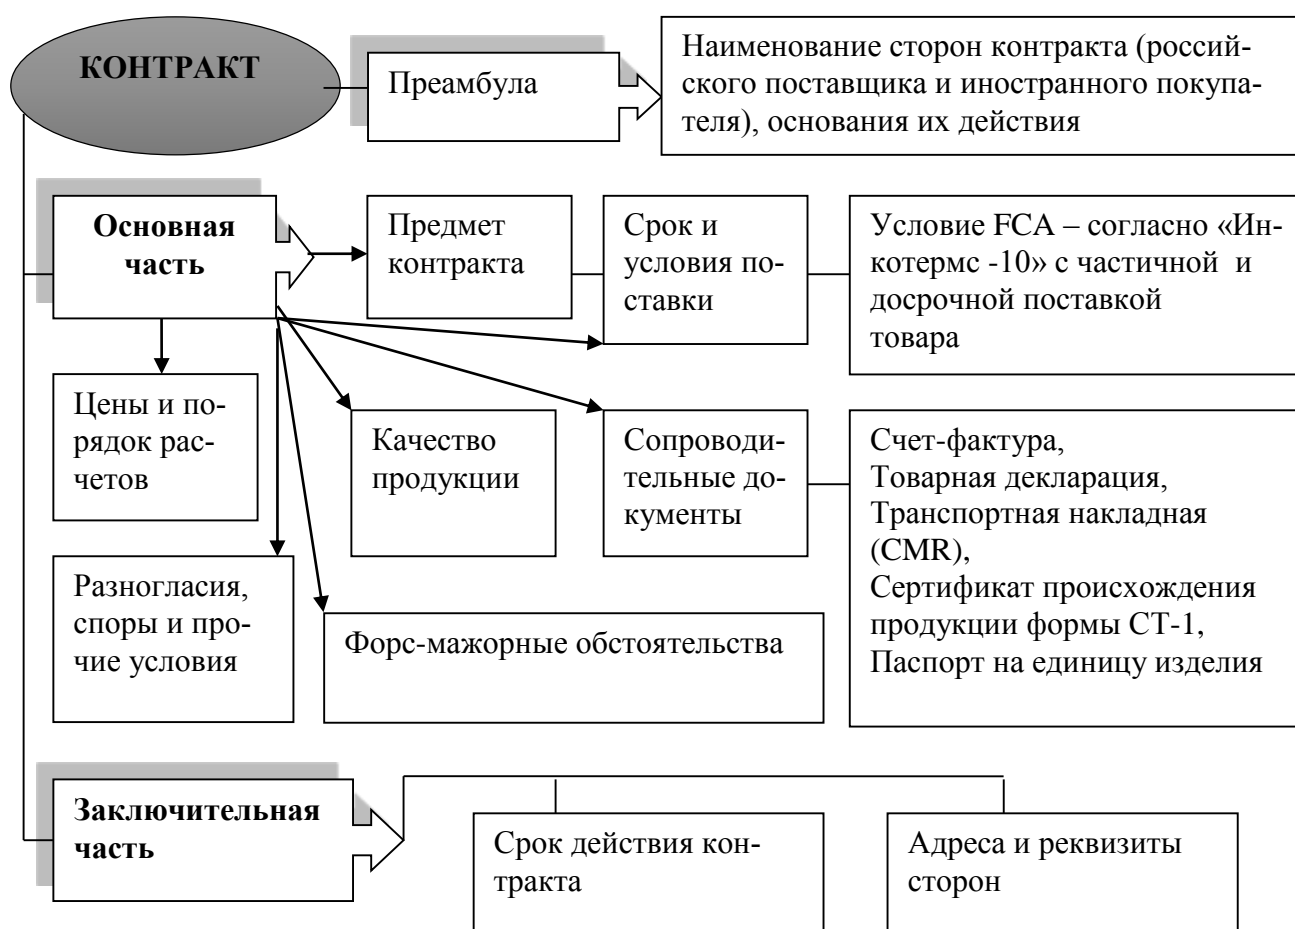 КОНТРАКТ
Преамбула
Наименование сторон контракта (россий-
ского поставщика и иностранного покупа-
теля), основания их действия
Основная
часть
Предмет
контракта
Срок и
условия по-
ставки
Условие FCA – согласно «Ин-
котермс -10» с частичной и
досрочной поставкой
товара
Цены и по-
рядок рас-
четов
Качество
продукции
Сопроводи-
тельные до-
кументы
Счет-фактура,
Товарная декларация,
Транспортная накладная
(CMR),
Сертификат происхождения
продукции формы СТ-1,
Паспорт на единицу изделия
Разногласия,
споры и про-
чие условия
Форс-мажорные обстоятельства
Заключительная
часть
Срок действия кон-
тракта
Адреса и реквизиты
сторон